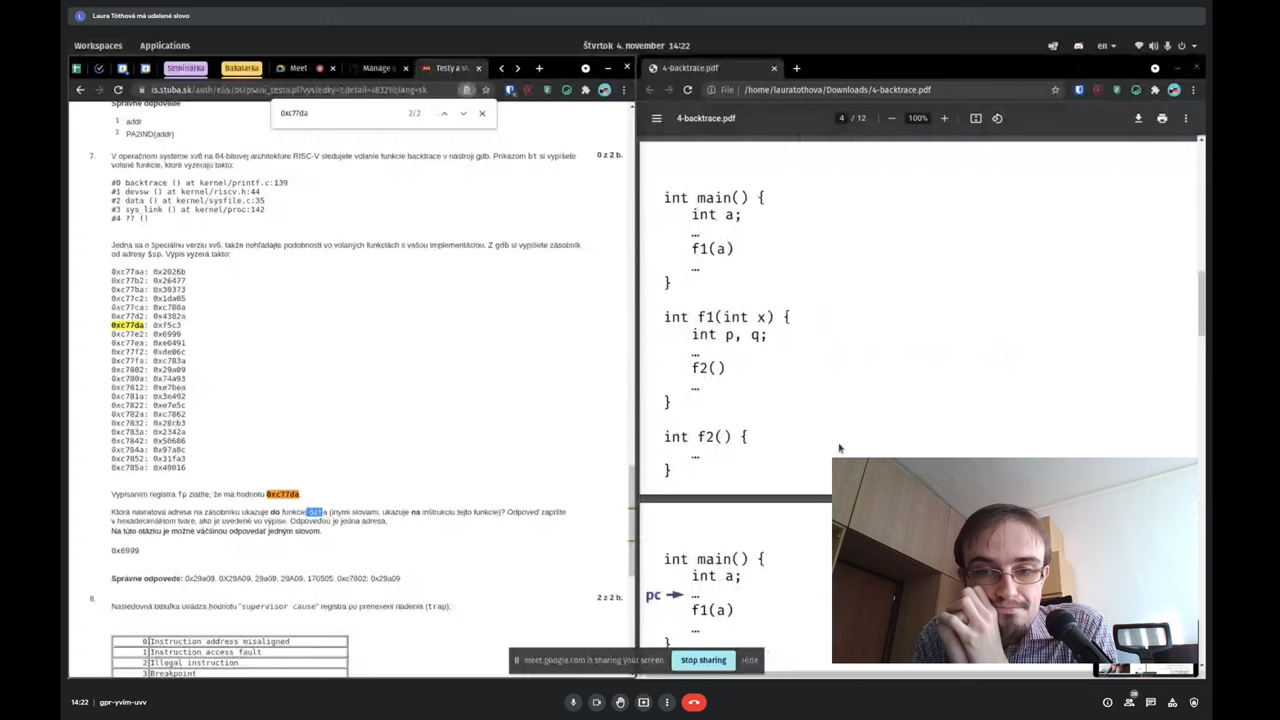 Laura Tóthová má udelené slovo
Workspaces
Applications
Štvrtok 4. november 14:22
en
Seminarka
Bakalarka
Meet
Manage a
Testy a s
4-backtrace.pdf
File
/home/lauratothova/Downloads/4-backtrace.pdf
0xc77da
2/2
4-backtrace.pdf
4 / 12
100%
Správne odpovede
1 addr
2 PA2IND(addr)
7.
V operačnom systéme xv6 na 64-bitovej architektúre RISC-V sledujete volanie funkcie backtrace v nástroji gdb. Príkazom bt si vypíšete
volané funkcie, ktoré vyzerajú takto:
0 z 2 b.
#0 backtrace () at kernel/printf.c:139
#1 devsw () at kernel/riscv.h:44
#2 data () at kernel/sysfile.c:35
#3 sys_link () at kernel/proc:142
#4 ?? ()
Jedná sa o špeciálnu verziu xv6, takže nehľadajte podobnosti vo volaných funkciách s vašou implementáciou. Z gdb si vypíšete zásobník
od adresy $sp. Výpis vyzerá takto:
0xc77aa: 0x2026b
0xc77b2: 0x26477
0xc77ba: 0x30373
0xc77c2: 0x1da05
0xc77ca: 0xc780a
0xc77d2: 0x4382a
0xc77da: 0xf5c3
0xc77e2: 0x6999
0xc77ea: 0xe0491
0xc77f2: 0xde06c
0xc77fa: 0xc783a
0xc7802: 0x29a09
0xc780a: 0x74a93
0xc7812: 0xe7bea
0xc781a: 0x3e492
0xc7822: 0xe7e5c
0xc782a: 0xc7862
0xc7832: 0x28cb3
0xc783a: 0x2342a
0xc7842: 0x50686
0xc784a: 0x97a8c
0xc7852: 0x31fa3
0xc785a: 0x49016
Vypísaním registra fp zistíte, že má hodnotu 0xc77da.
Ktorá návratová adresa na zásobníku ukazuje do funkcie data (inými slovami, ukazuje na inštrukciu tejto funkcie)? Odpoveď zapíšte
v hexadecimálnom tvare, ako je uvedené vo výpise. Odpoveďou je jedna adresa.
Na túto otázku je možné väčšinou odpovedať jedným slovom.
0x6999
Správne odpovede: 0x29a09, 0X29A09, 29a09, 29A09, 170505, 0xc7802: 0x29a09
8.
2 z 2 b.
Nasledovná tabuľka uvádza hodnotu "supervisor cause" registra po prenesení riadenia (trap):
0 Instruction address misaligned
1 Instruction access fault
2 Illegal instruction
3 Breakpoint
int main() {
int a;
…
f1(a)
…
}
int f1(int x) {
int p, q;
…
f2()
…
}
int f2() {
…
}
int main() {
int a;
pc …
f1(a)
…
}
meet.google.com is sharing your screen.
Stop sharing
Hide
14:22
gpr-yvim-uvv